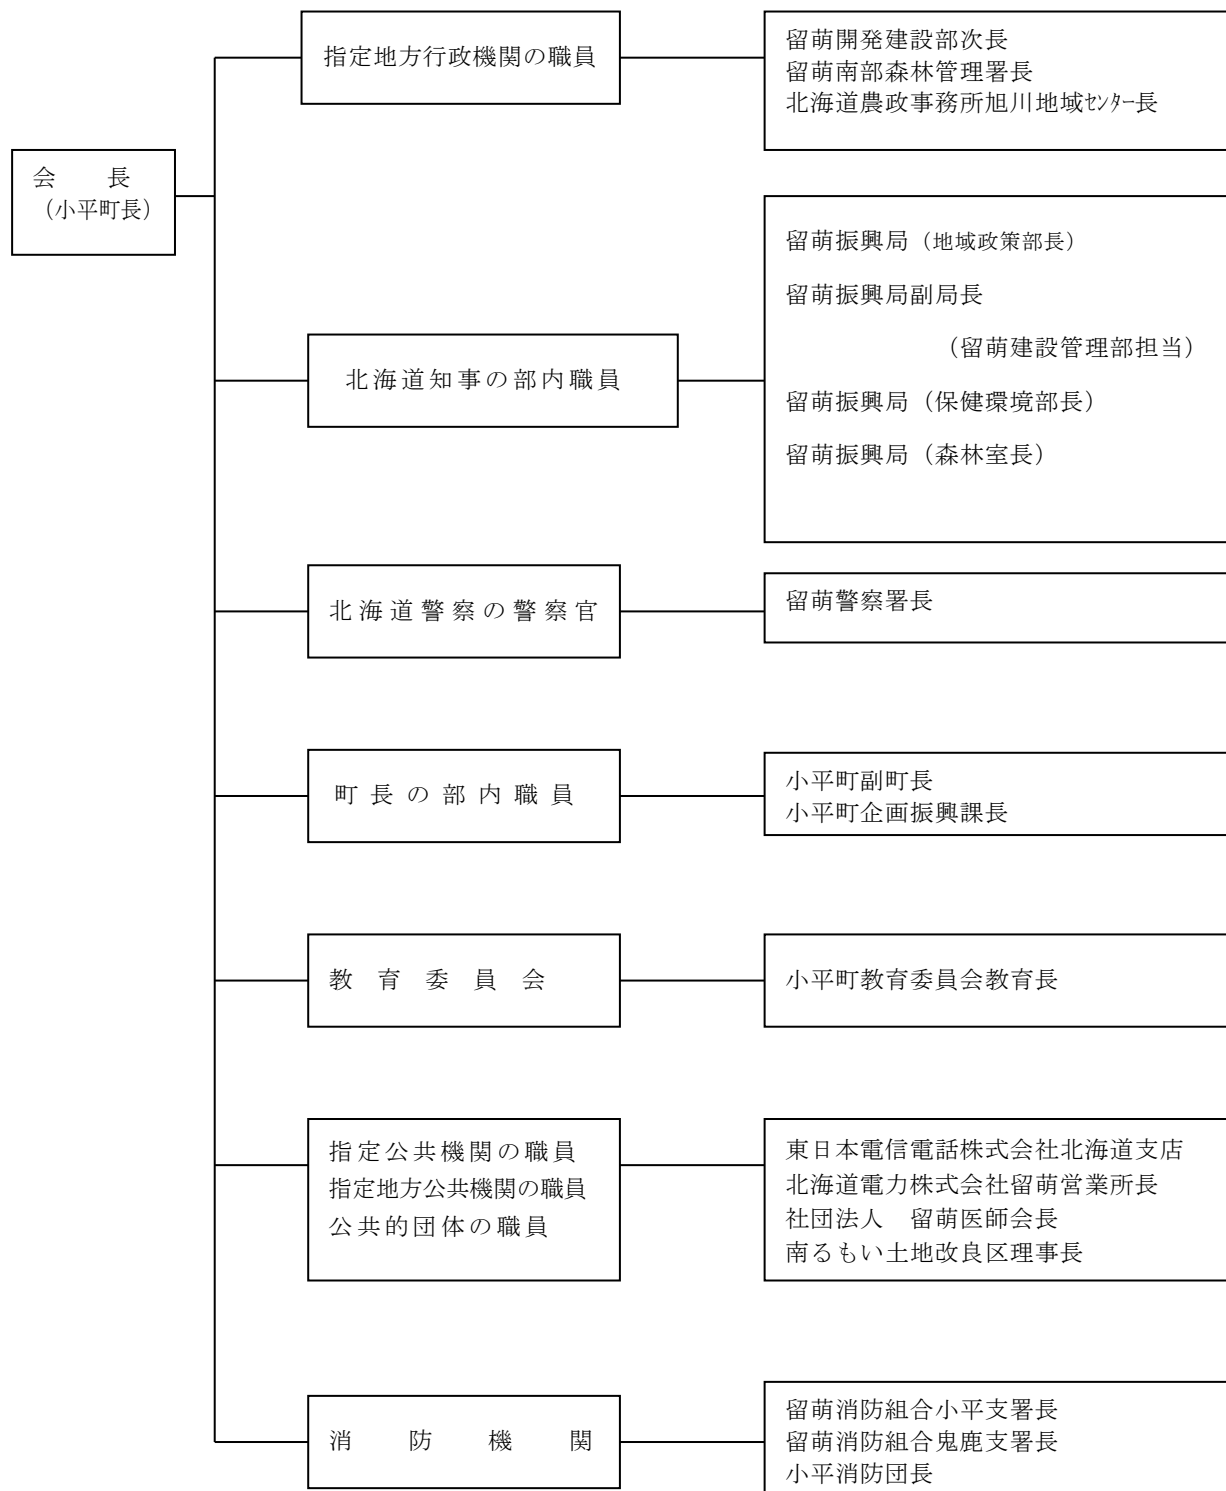 指定地方行政機関の職員
留萌開発建設部次長
留萌南部森林管理署長
北海道農政事務所旭川地域ｾﾝﾀｰ長
会　　長
（小平町長）
北海道知事の部内職員
留萌振興局（地域政策部長）
留萌振興局副局長
（留萌建設管理部担当）
留萌振興局（保健環境部長）
留萌振興局（森林室長）
北海道警察の警察官
留萌警察署長
町長の部内職員
小平町副町長
小平町企画振興課長
教　育　委　員　会
小平町教育委員会教育長
指定公共機関の職員
指定地方公共機関の職員
公共的団体の職員
東日本電信電話株式会社北海道支店
北海道電力株式会社留萌営業所長
社団法人　留萌医師会長
南るもい土地改良区理事長
消　　防　　機　　関
留萌消防組合小平支署長
留萌消防組合鬼鹿支署長
小平消防団長